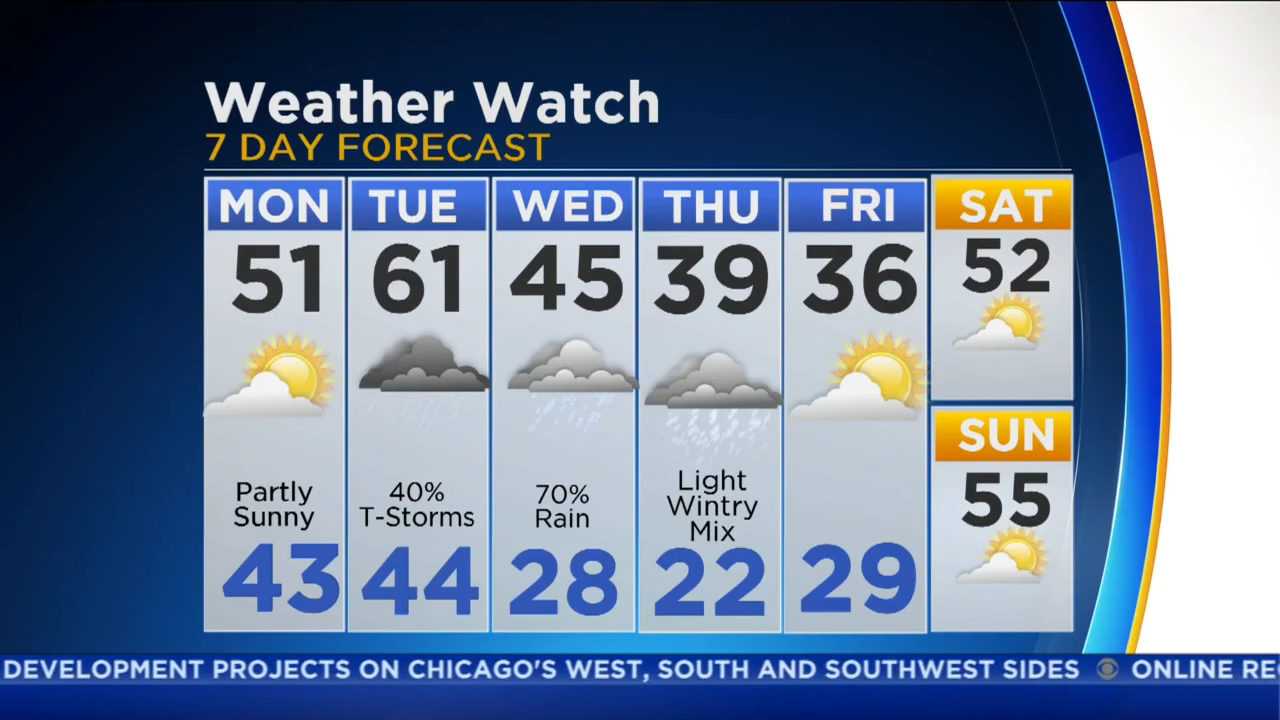 Weather Watch
7 DAY FORECAST
MON
51
Partly
Sunny
43
TUE
61
40%
T-Storms
44
WED
45
70%
Rain
28
THU
39
Light
Wintry
Mix
22
FRI
36
29
SAT
52
SUN
55
DEVELOPMENT PROJECTS ON CHICAGO'S WEST, SOUTH AND SOUTHWEST SIDES ONLINE RE